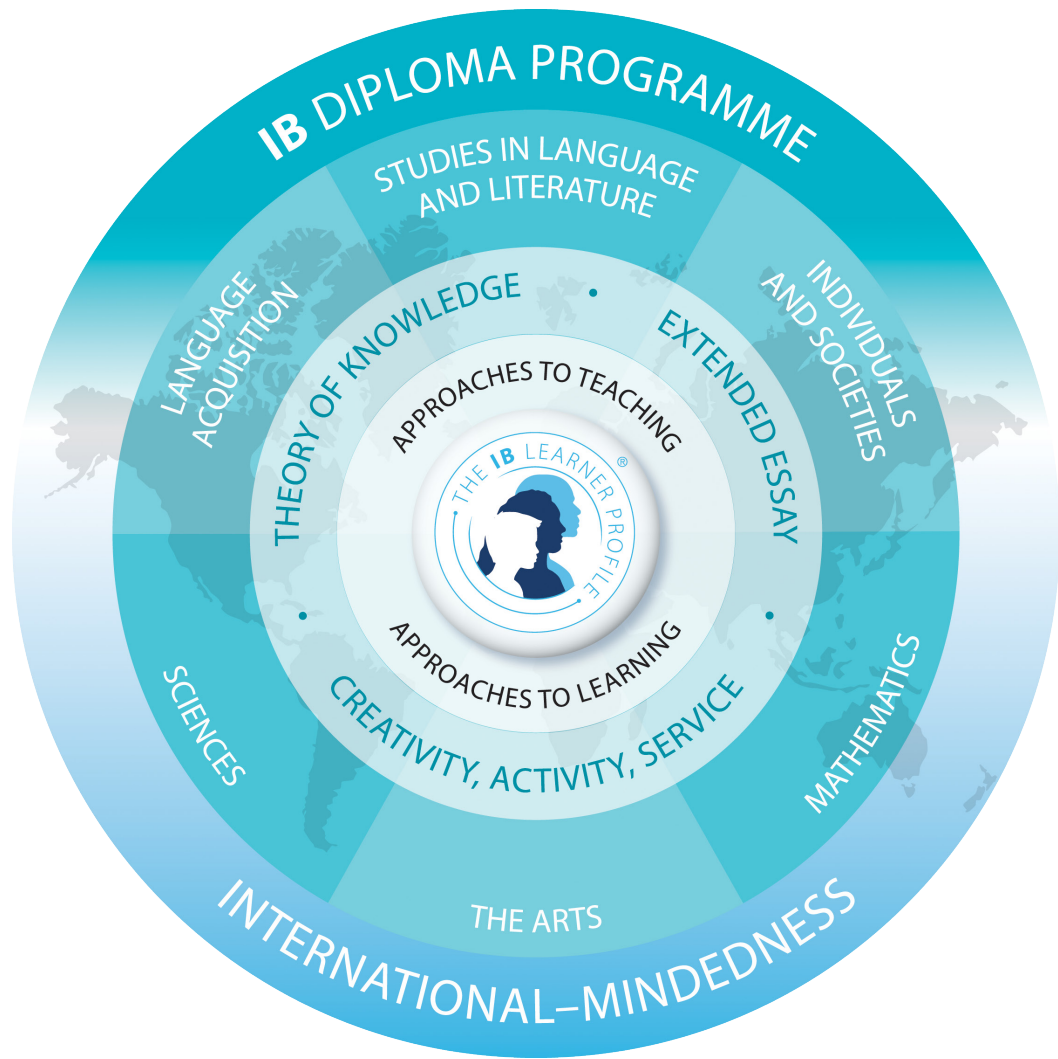 IB DIPLOMA PROGRAMME
STUDIES IN LANGUAGE
AND LITERATURE
LANGUAGE
ACQUISITION
INDIVIDUALS
AND SOCIETIES
THEORY OF KNOWLEDGE
•
EXTENDED ESSAY
•
APPROACHES TO TEACHING
THE IB LEARNER PROFILE
®
APPROACHES TO LEARNING
•
CREATIVITY, ACTIVITY, SERVICE
SCIENCES
MATHEMATICS
THE ARTS
INTERNATIONAL–MINDEDNESS